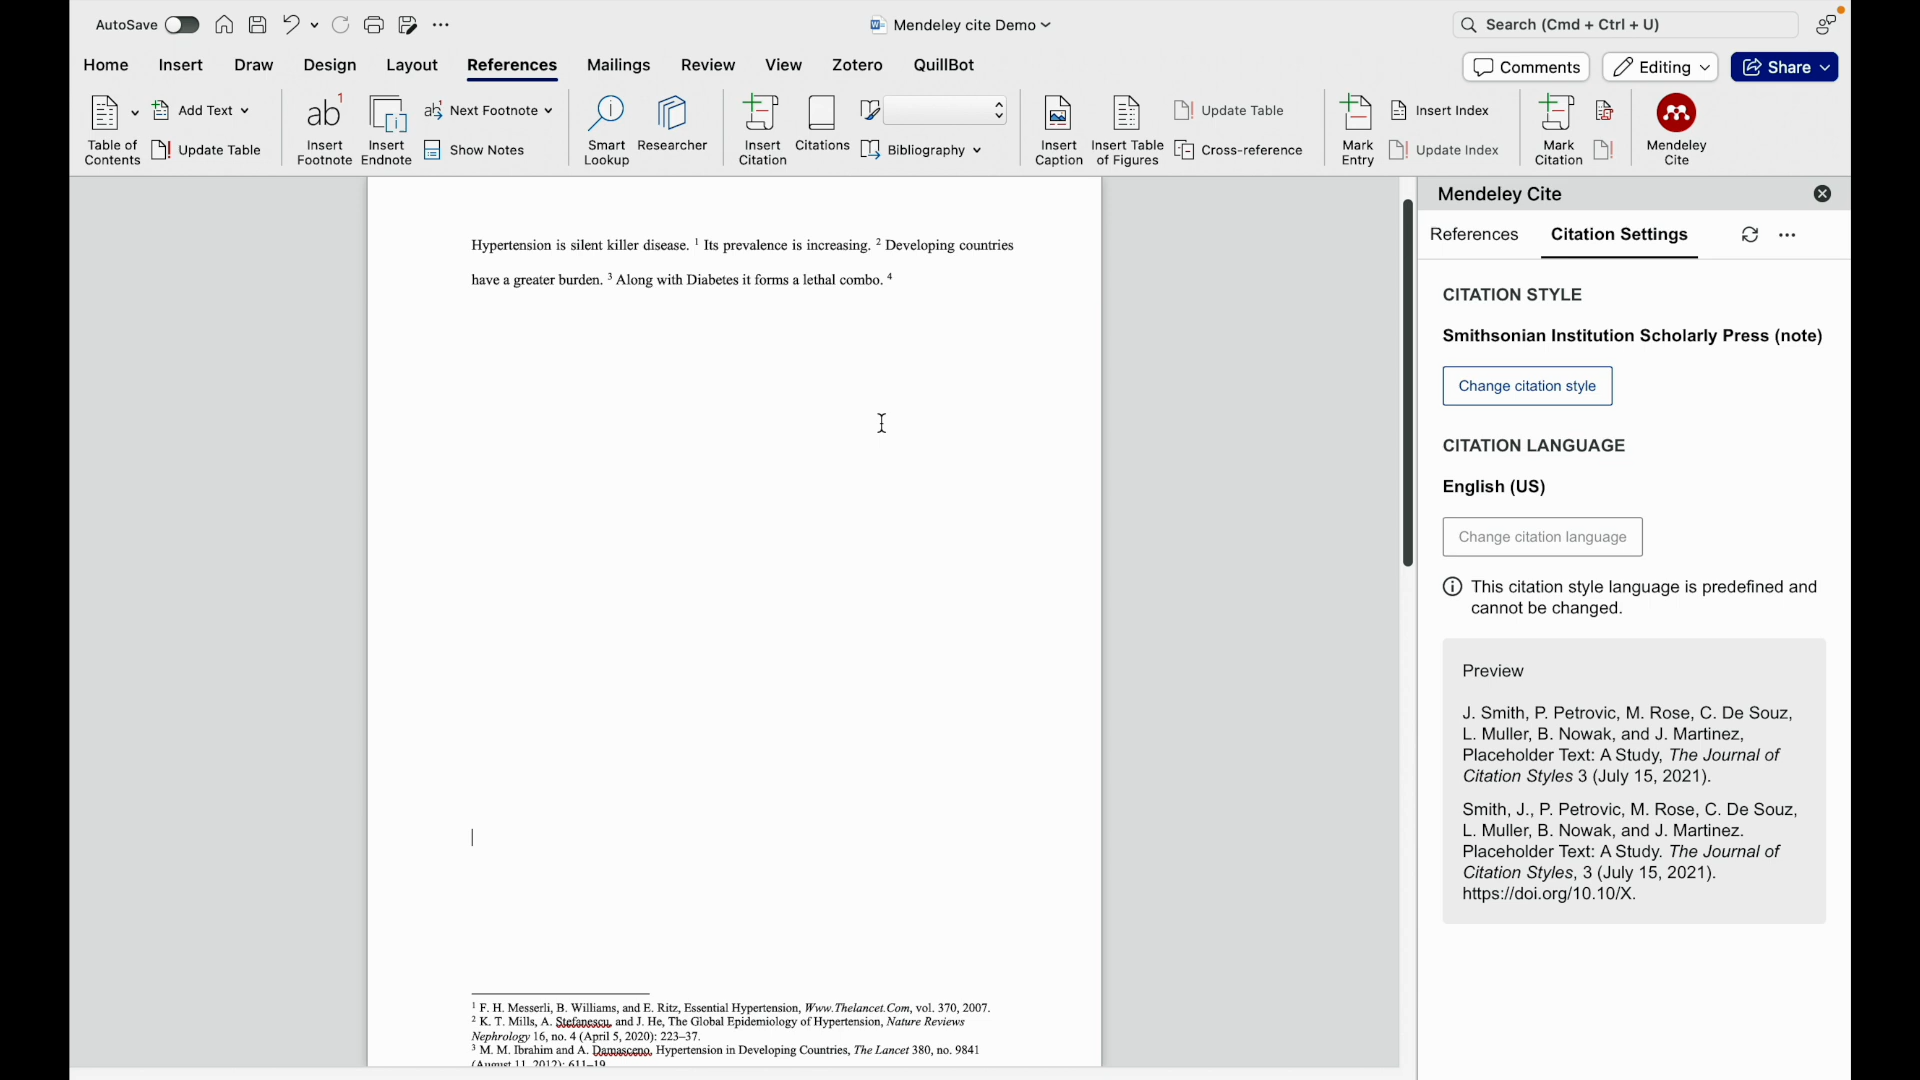 AutoSave
Mendeley cite Demo
Search (Cmd + Ctrl + U)
Home Insert Draw Design Layout References Mailings Review View Zotero QuillBot
Comments Editing Share
Table of Contents
Add Text
Update Table
ab 1
Insert Footnote
Insert Endnote
ab Next Footnote
Show Notes
Smart Lookup
Researcher
Insert Citation
Citations
Bibliography
Insert Caption
Insert Table of Figures
Update Table
Cross-reference
Mark Entry
Insert Index
Update Index
Mark Citation
Mendeley Cite
Mendeley Cite
References Citation Settings
CITATION STYLE
Smithsonian Institution Scholarly Press (note)
Change citation style
CITATION LANGUAGE
English (US)
Change citation language
This citation style language is predefined and
cannot be changed.
Preview
J. Smith, P. Petrovic, M. Rose, C. De Souz,
L. Muller, B. Nowak, and J. Martinez,
Placeholder Text: A Study, The Journal of
Citation Styles 3 (July 15, 2021).
Smith, J., P. Petrovic, M. Rose, C. De Souz,
L. Muller, B. Nowak, and J. Martinez.
Placeholder Text: A Study. The Journal of
Citation Styles, 3 (July 15, 2021).
https://doi.org/10.10/X.
Hypertension is silent killer disease. 1 Its prevalence is increasing. 2 Developing countries
have a greater burden. 3 Along with Diabetes it forms a lethal combo. 4
1 F. H. Messerli, B. Williams, and E. Ritz, Essential Hypertension, Www.Thelancet.Com, vol. 370, 2007.
2 K. T. Mills, A. Stefanescu, and J. He, The Global Epidemiology of Hypertension, Nature Reviews
Nephrology 16, no. 4 (April 5, 2020): 223–37.
3 M. M. Ibrahim and A. Damasceno, Hypertension in Developing Countries, The Lancet 380, no. 9841
(August 11, 2012): 611–19.